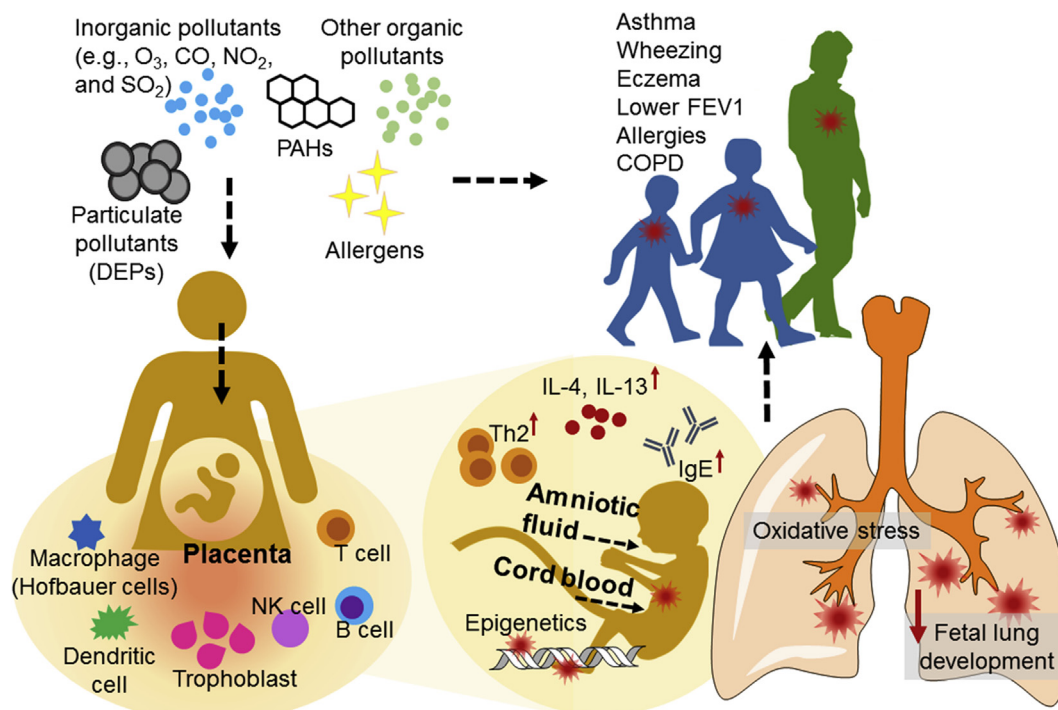 Inorganic pollutants
(e.g., O₃, CO, NO₂,
and SO₂)
Other organic
pollutants
PAHs
Particulate
pollutants
(DEPs)
Allergens
Asthma
Wheezing
Eczema
Lower FEV1
Allergies
COPD
IL-4, IL-13
Th2
IgE
Amniotic
fluid
Cord blood
Epigenetics
Oxidative stress
Fetal lung
development
Placenta
Macrophage
(Hofbauer cells)
T cell
NK cell
B cell
Dendritic
cell
Trophoblast